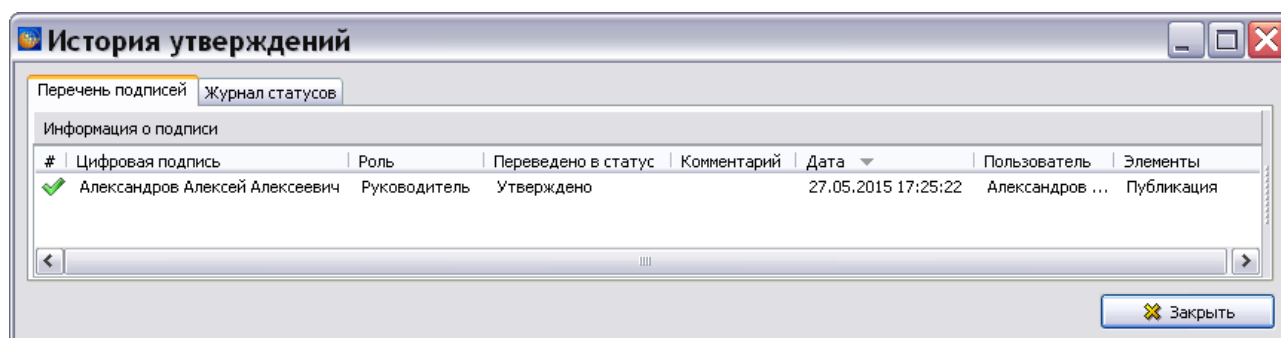 История утверждений
Перечень подписей Журнал статусов
Информация о подписи
# Цифровая подпись Роль Переведено в статус Комментарий Дата Пользователь Элементы
Александров Алексей Алексеевич Руководитель Утверждено 27.05.2015 17:25:22 Александров ... Публикация
Закрыть